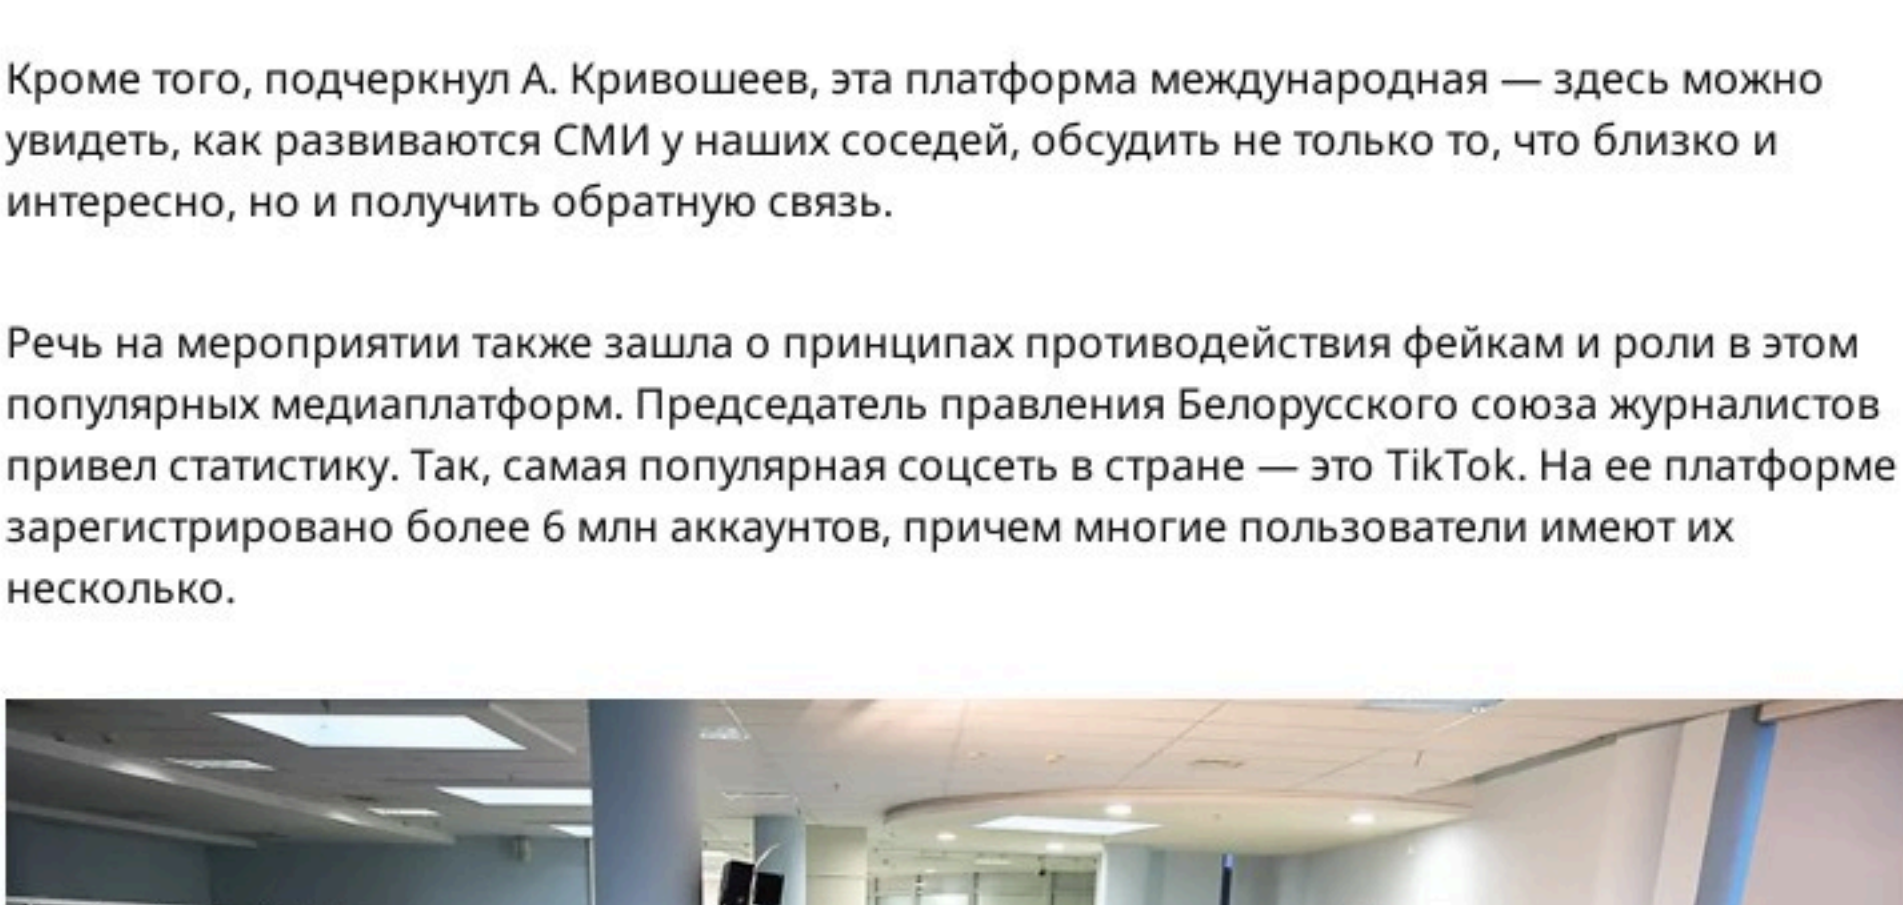 Кроме того, подчеркнул А. Кривошеев, эта платформа международная — здесь можно
увидеть, как развиваются СМИ у наших соседей, обсудить не только то, что близко и
интересно, но и получить обратную связь.
Речь на мероприятии также зашла о принципах противодействия фейкам и роли в этом
популярных медиаплатформ. Председатель правления Белорусского союза журналистов
привел статистику. Так, самая популярная соцсеть в стране — это TikTok. На ее платформе
зарегистрировано более 6 млн аккаунтов, причем многие пользователи имеют их
несколько.